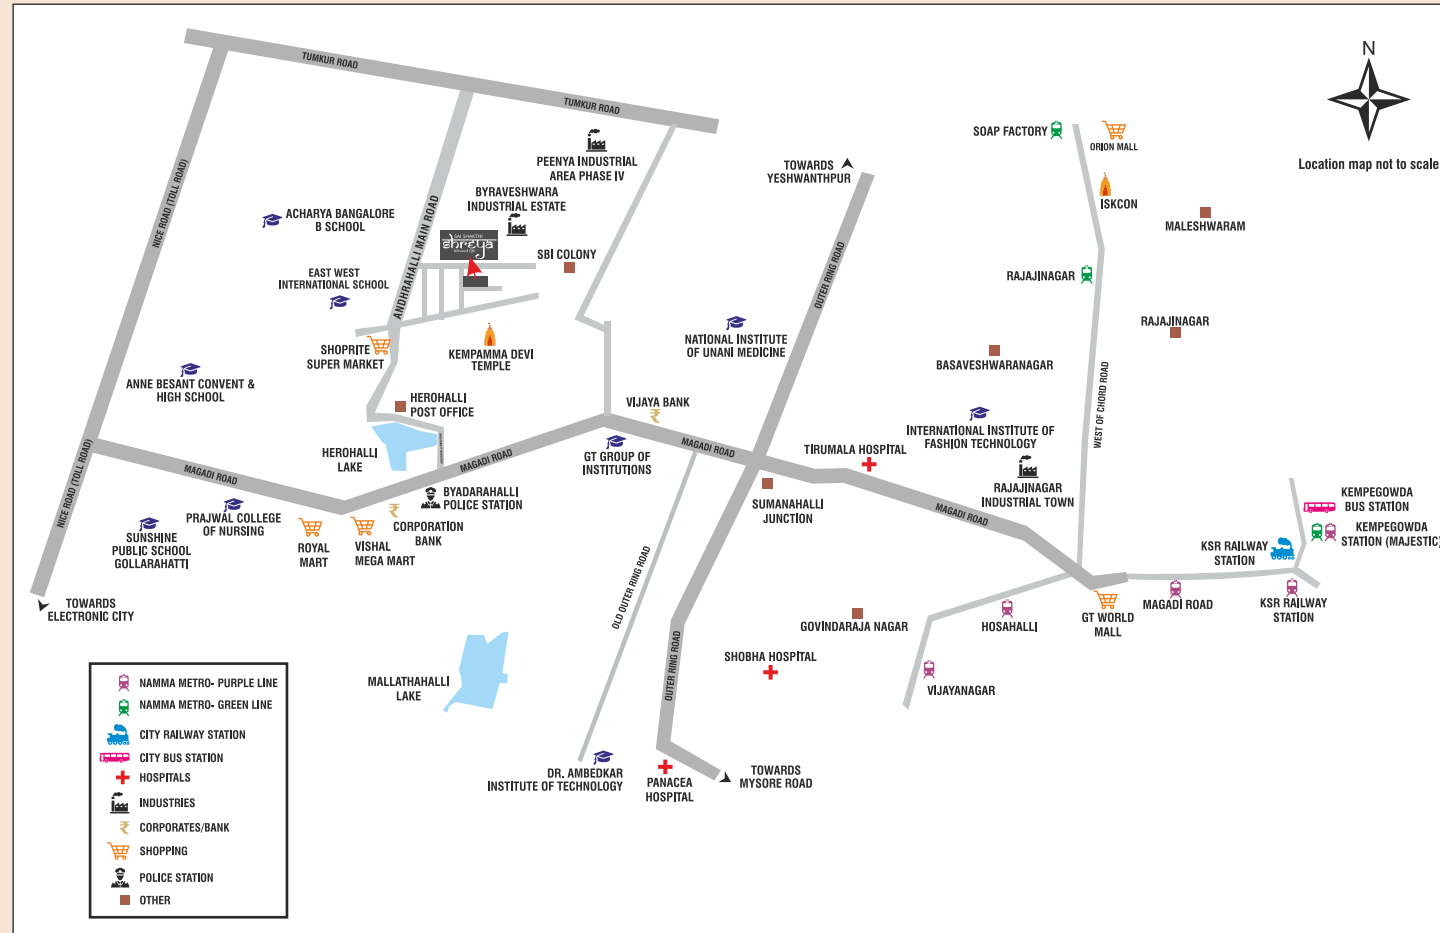 N
Location map not to scale
TUMKUR ROAD
TUMKUR ROAD
NICE ROAD (TOLL ROAD)
NICE ROAD (TOLL ROAD)
ANDHRAHALLI MAIN ROAD
PEENYA INDUSTRIAL
AREA PHASE IV
BYRAVESHWARA
INDUSTRIAL ESTATE
SAI SHAKTHI
shreya
SBI COLONY
ACHARYA BANGALORE
B SCHOOL
EAST WEST
INTERNATIONAL SCHOOL
SHOPRITE
SUPER MARKET
KEMPAMMA DEVI
TEMPLE
ANNE BESANT CONVENT &
HIGH SCHOOL
HEROHALLI
POST OFFICE
HEROHALLI
LAKE
MAGADI ROAD
MAGADI ROAD
MAGADI ROAD
MAGADI ROAD
BYADARAHALLI
POLICE STATION
CORPORATION
BANK
VISHAL
MEGA MART
ROYAL
MART
PRAJWAL COLLEGE
OF NURSING
SUNSHINE
PUBLIC SCHOOL
GOLLARAHATTI
TOWARDS
ELECTRONIC CITY
VIJAYA BANK
GT GROUP OF
INSTITUTIONS
NATIONAL INSTITUTE
OF UNANI MEDICINE
TOWARDS
YESHWANTHPUR
OUTER RING ROAD
OUTER RING ROAD
OLD OUTER RING ROAD
SUMANAHALLI
JUNCTION
TIRUMALA HOSPITAL
SOAP FACTORY
ORION MALL
ISKCON
MALESHWARAM
RAJAJINAGAR
RAJAJINAGAR
BASAVESHWARANAGAR
WEST OF CHORD ROAD
INTERNATIONAL INSTITUTE OF
FASHION TECHNOLOGY
RAJAJINAGAR
INDUSTRIAL TOWN
KEMPEGOWDA
BUS STATION
KEMPEGOWDA
STATION (MAJESTIC)
KSR RAILWAY
STATION
KSR RAILWAY
STATION
MAGADI ROAD
GT WORLD
MALL
HOSAHALLI
VIJAYANAGAR
GOVINDARAJA NAGAR
SHOBHA HOSPITAL
MALLATHAHALLI
LAKE
DR. AMBEDKAR
INSTITUTE OF TECHNOLOGY
PANACEA
HOSPITAL
TOWARDS
MYSORE ROAD
NAMMA METRO- PURPLE LINE
NAMMA METRO- GREEN LINE
CITY RAILWAY STATION
CITY BUS STATION
HOSPITALS
INDUSTRIES
CORPORATES/BANK
SHOPPING
POLICE STATION
OTHER